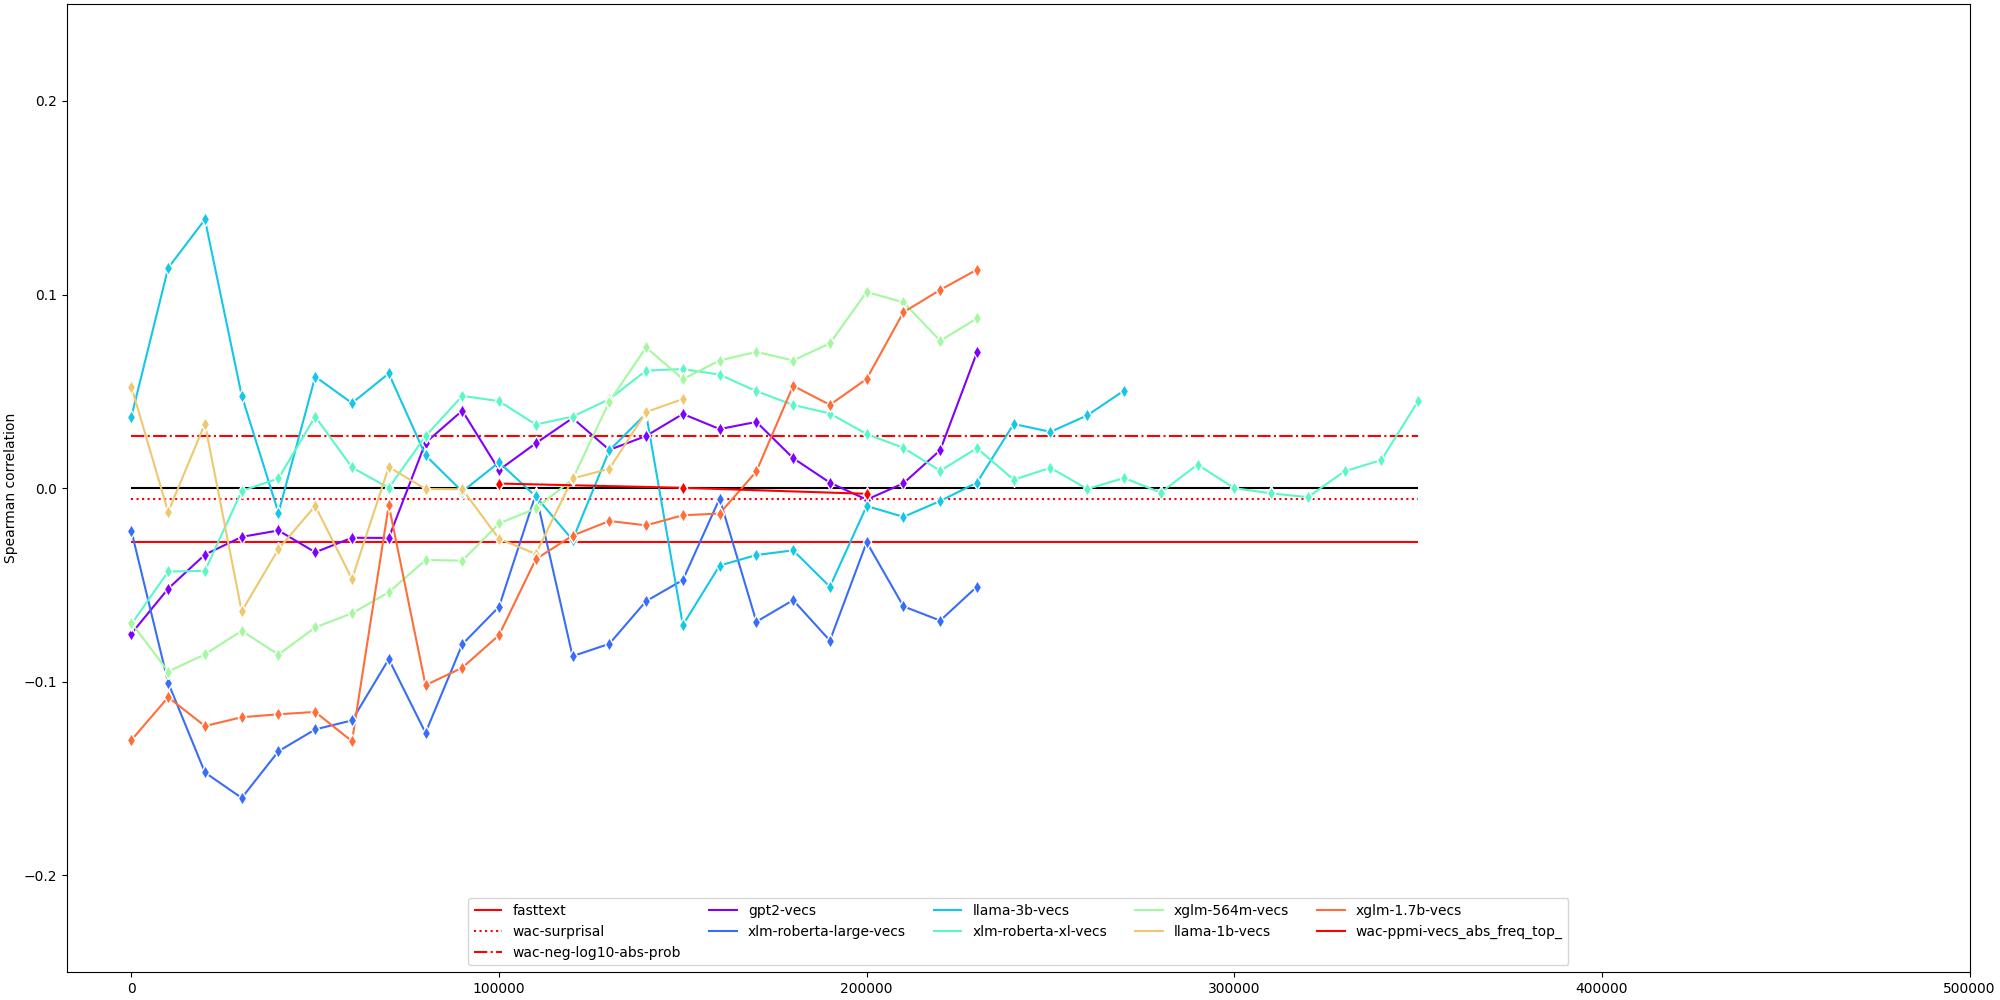 Spearman correlation
0.2
0.1
0.0
−0.1
−0.2
fasttext
wac-surprisal
wac-neg-log10-abs-prob
gpt2-vecs
xlm-roberta-large-vecs
llama-3b-vecs
xlm-roberta-xl-vecs
xglm-564m-vecs
llama-1b-vecs
xglm-1.7b-vecs
wac-ppmi-vecs_abs_freq_top_
0 100000 200000 300000 400000 500000